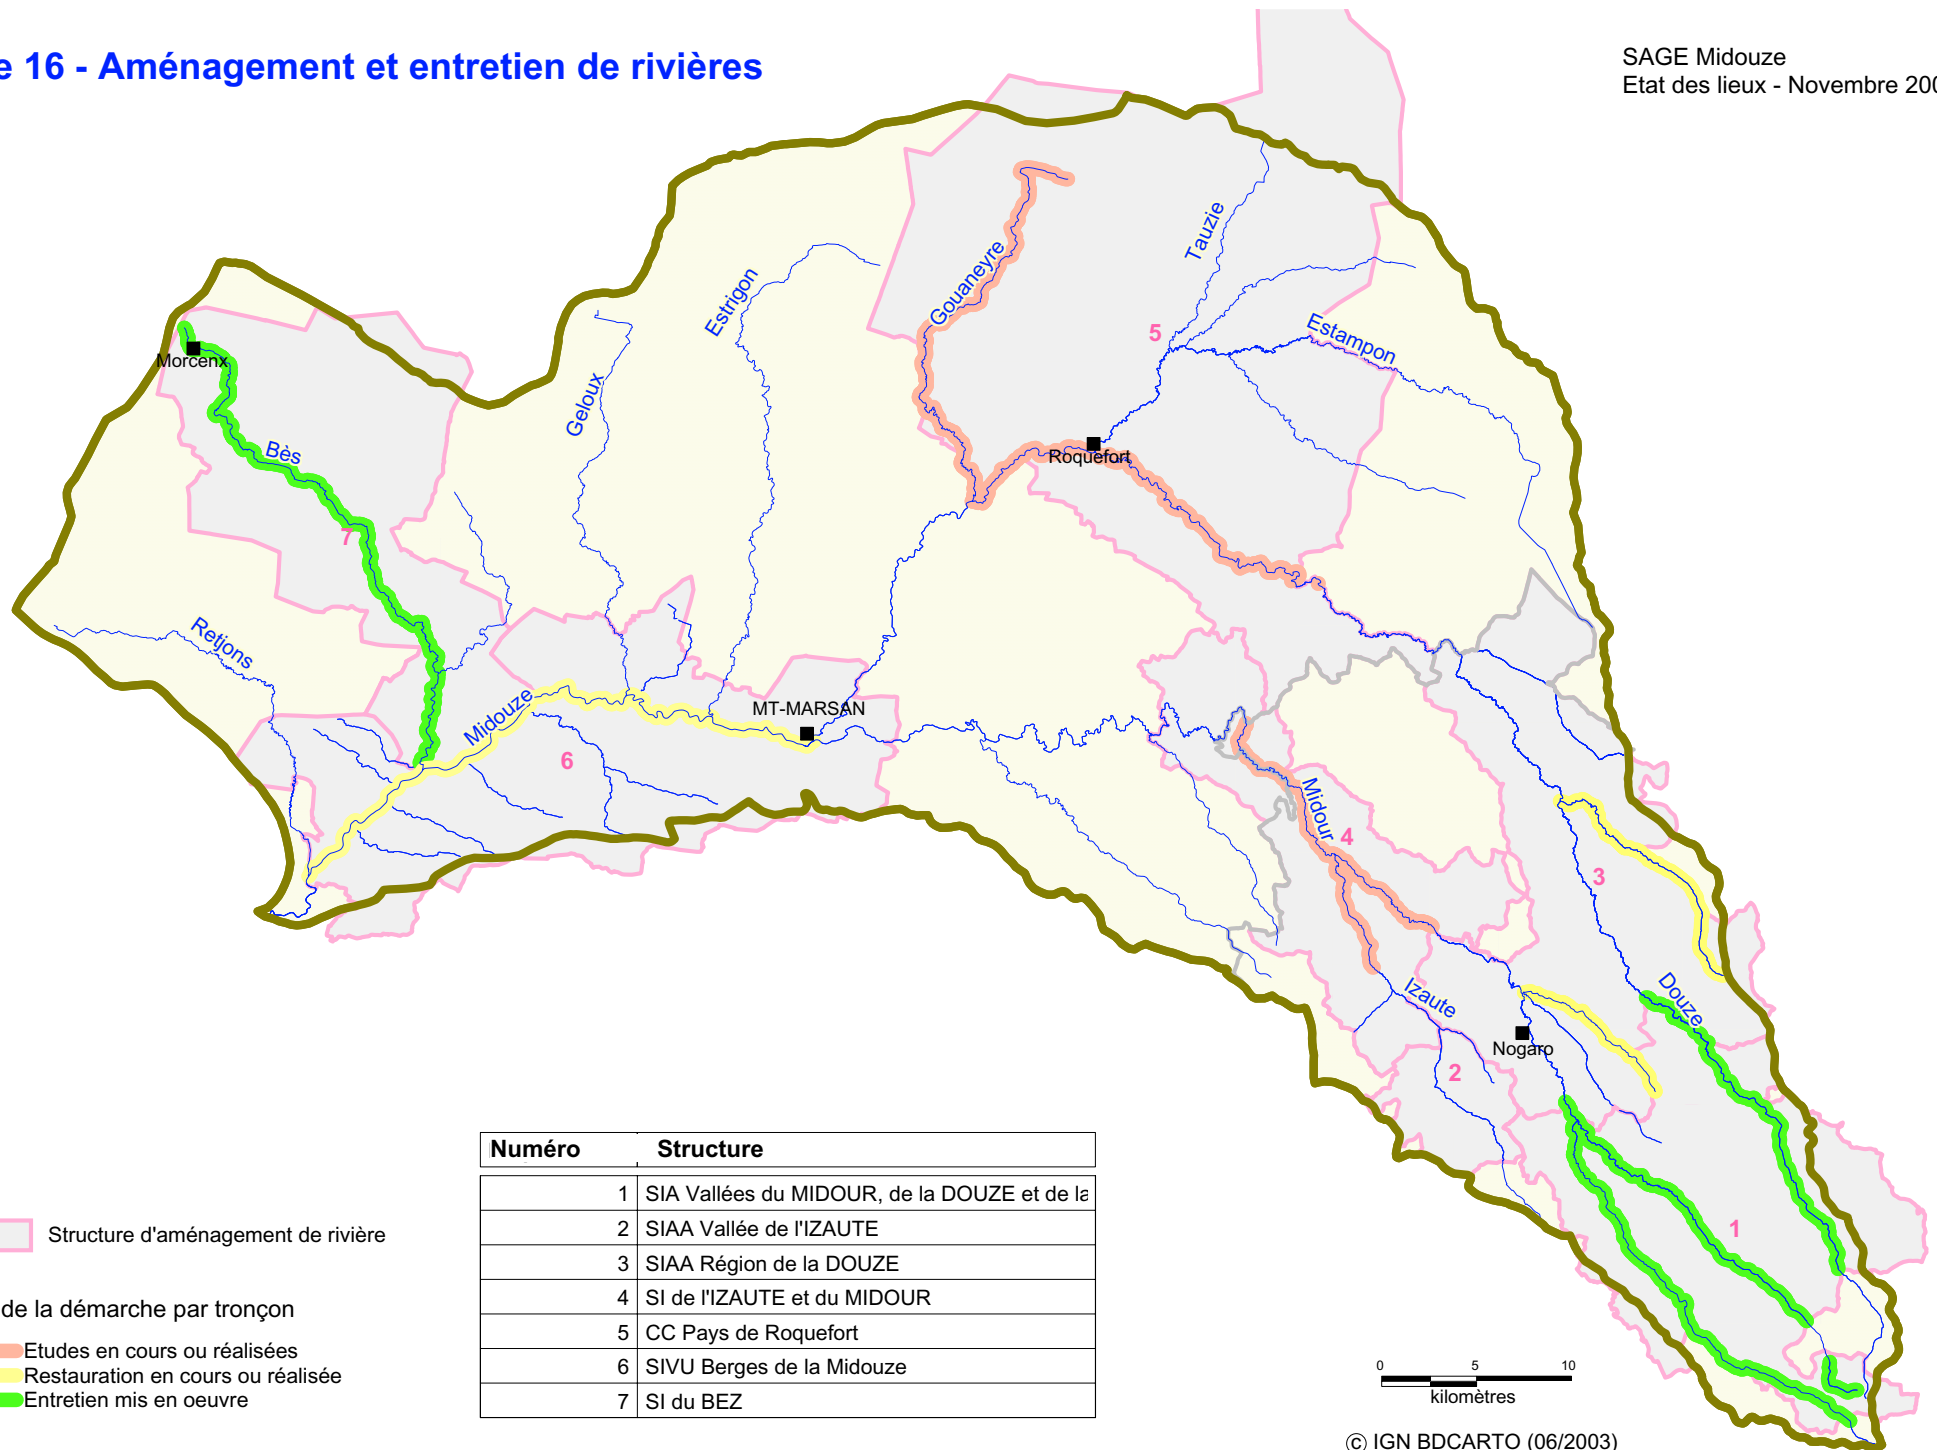 e 16 - Aménagement et entretien de rivières
SAGE Midouze
Etat des lieux - Novembre 200
Tauzie
Gouaneyre
Estrigon
5
Estampon
Morcenx
Geloux
Bès
Roquefort
7
Retjons
Midouze
MT-MARSAN
6
Midour
4
3
Izaute
Douze
Nogaro
2
1
Numéro Structure
1 SIA Vallées du MIDOUR, de la DOUZE et de la
2 SIAA Vallée de l'IZAUTE
3 SIAA Région de la DOUZE
4 SI de l'IZAUTE et du MIDOUR
5 CC Pays de Roquefort
6 SIVU Berges de la Midouze
7 SI du BEZ
Structure d'aménagement de rivière
de la démarche par tronçon
Etudes en cours ou réalisées
Restauration en cours ou réalisée
Entretien mis en oeuvre
0 5 10
kilomètres
© IGN BDCARTO (06/2003)